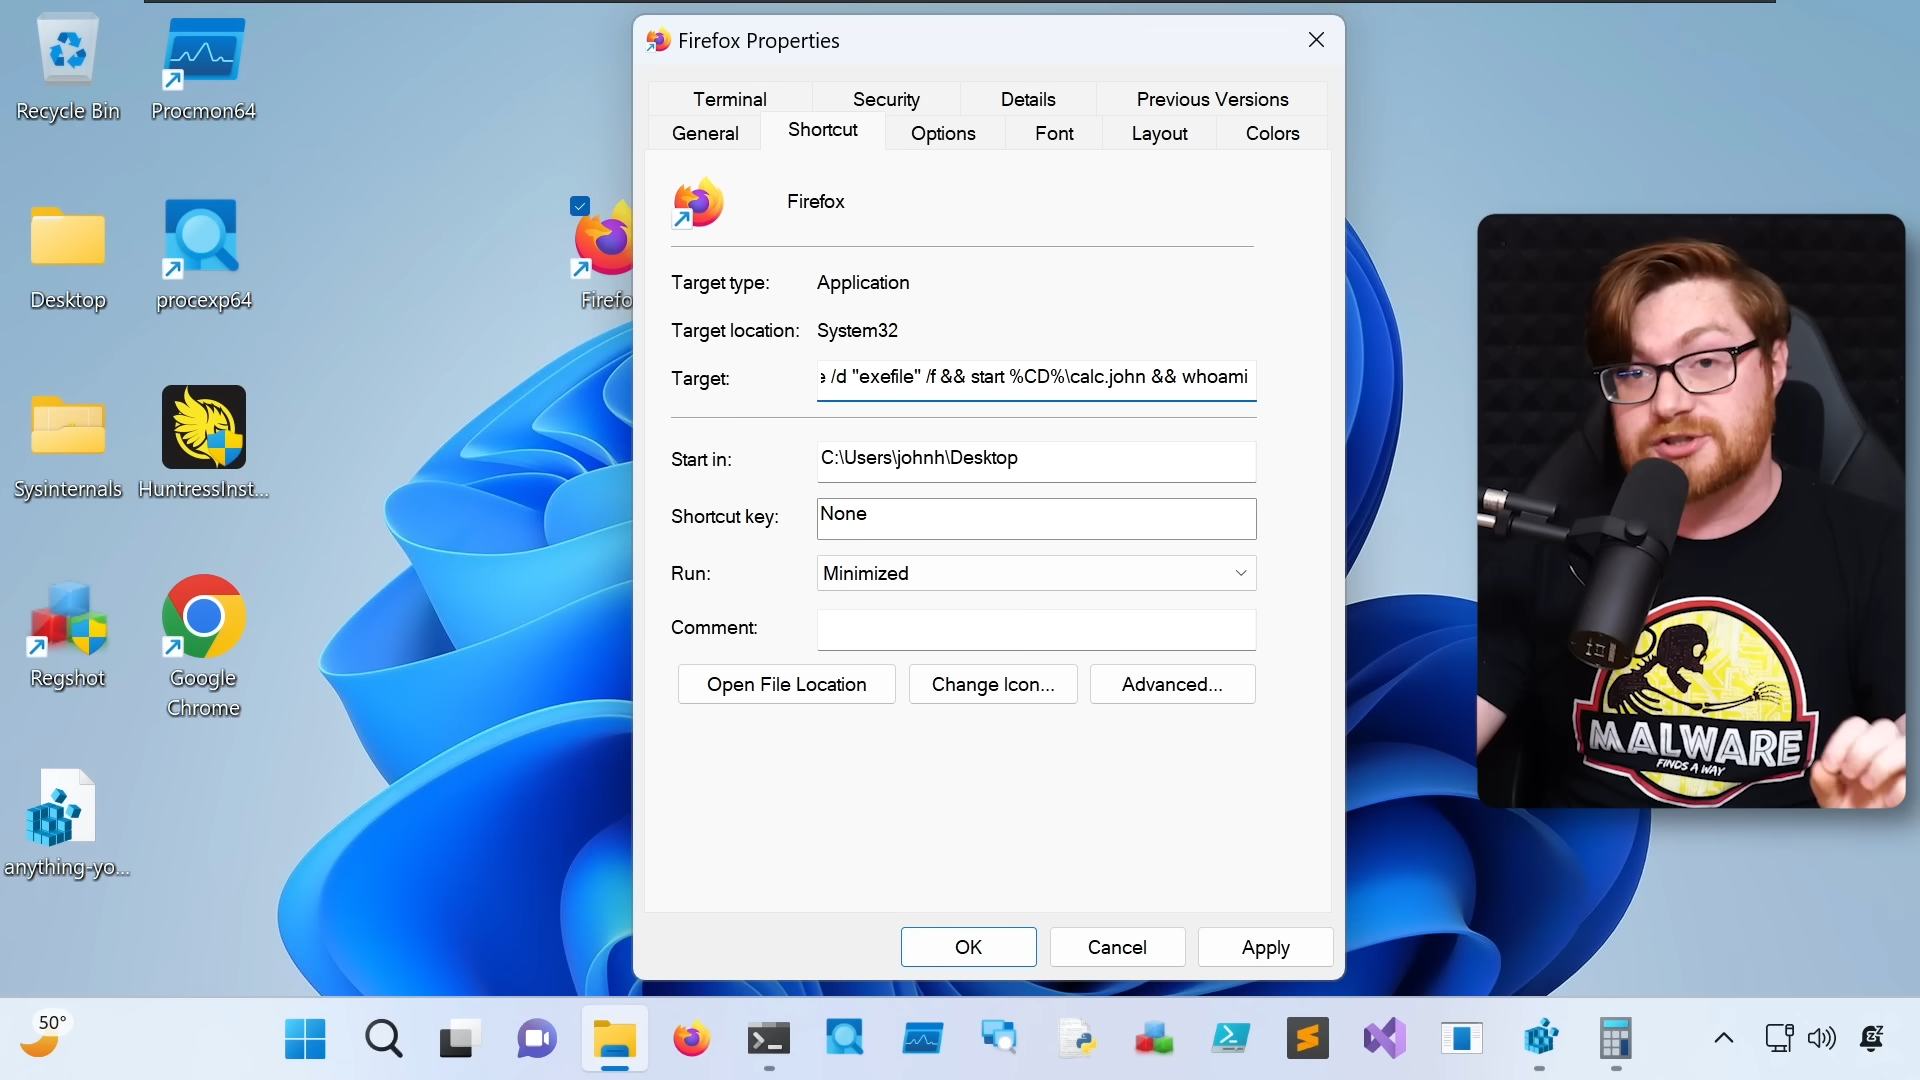 Recycle Bin
Procmon64
Desktop
procexp64
Sysinternals
HuntressInst...
Regshot
Google
Chrome
anything-yo...
Firefo
Firefox Properties
Terminal
Security
Details
Previous Versions
General
Shortcut
Options
Font
Layout
Colors
Firefox
Target type:
Application
Target location:
System32
Target:
e /d "exefile" /f && start %CD%\calc.john && whoami
Start in:
C:\Users\johnh\Desktop
Shortcut key:
None
Run:
Minimized
Comment:
Open File Location
Change Icon...
Advanced...
OK
Cancel
Apply
MALWARE
FINDS A WAY
50°